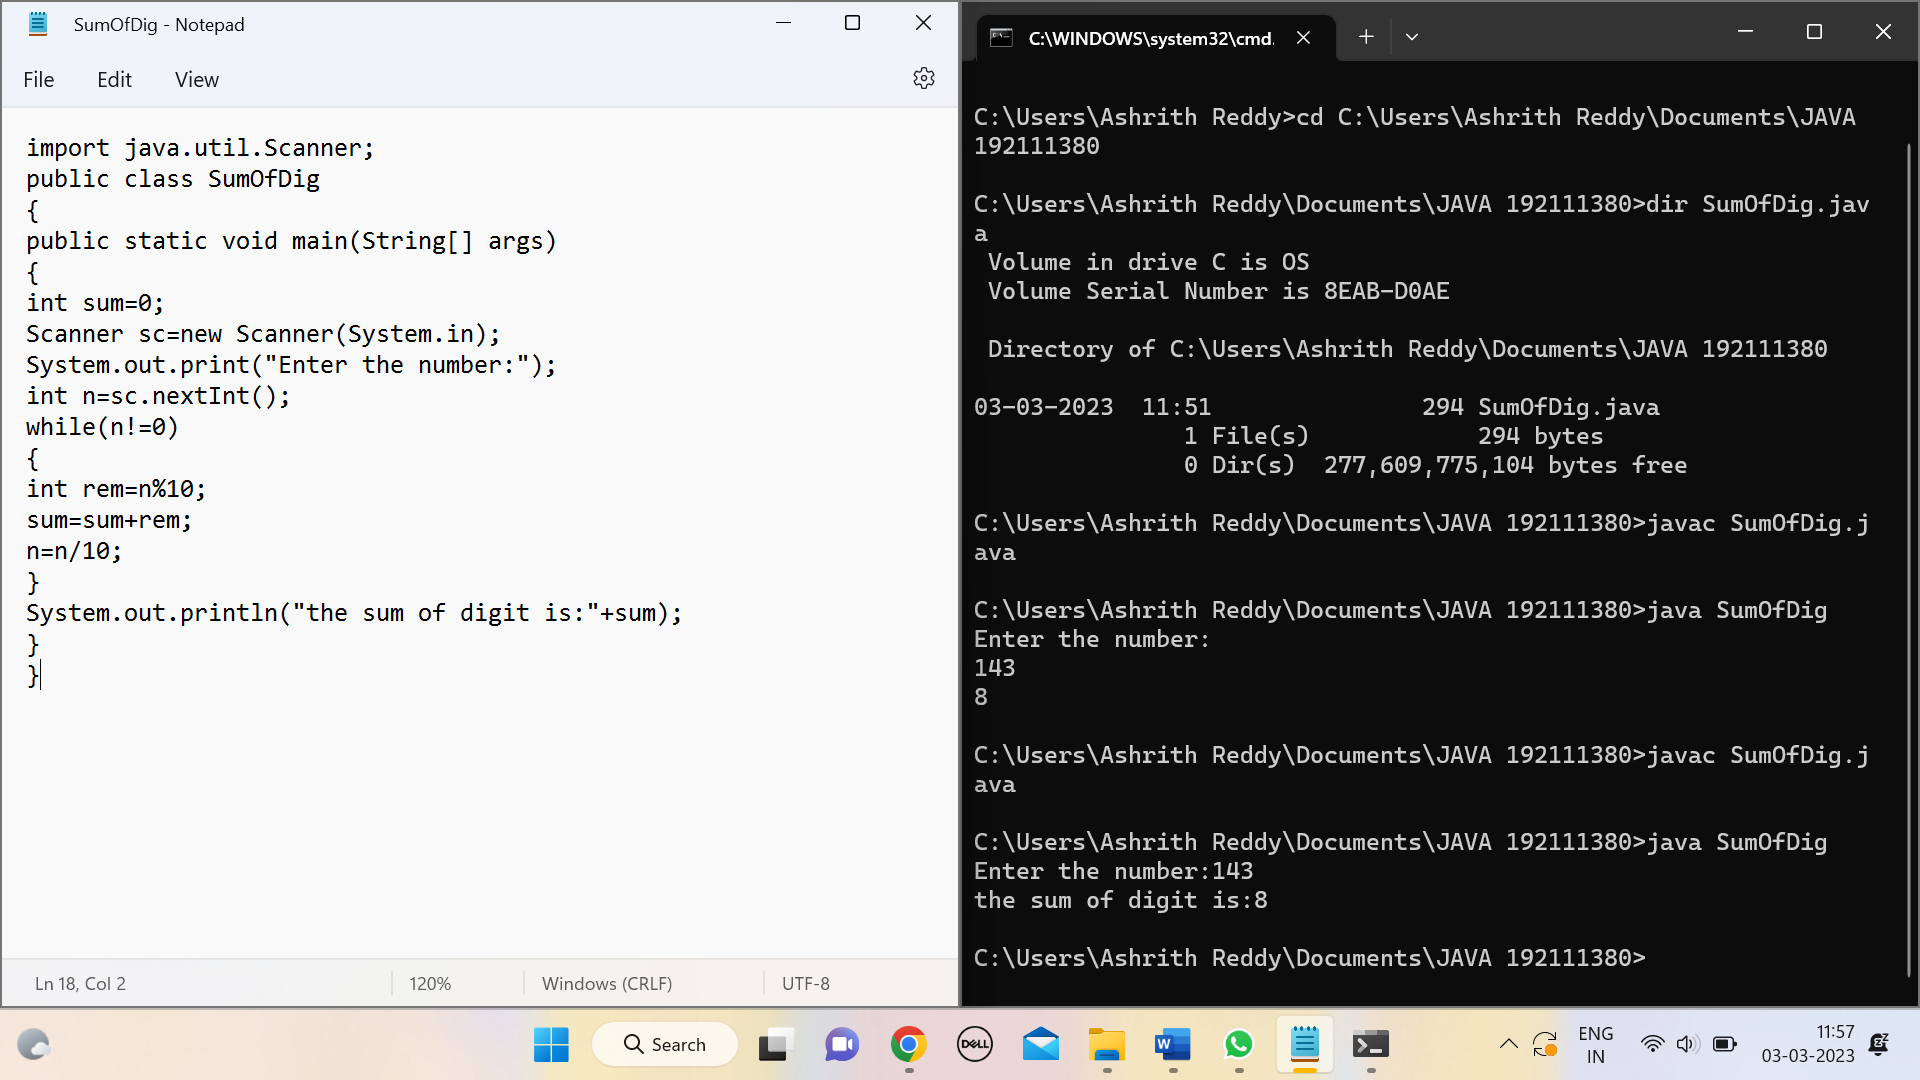 SumOfDig - Notepad
File Edit View
import java.util.Scanner;
public class SumOfDig
{
public static void main(String[] args)
{
int sum=0;
Scanner sc=new Scanner(System.in);
System.out.print("Enter the number:");
int n=sc.nextInt();
while(n!=0)
{
int rem=n%10;
sum=sum+rem;
n=n/10;
}
System.out.println("the sum of digit is:"+sum);
}
}
Ln 18, Col 2 120% Windows (CRLF) UTF-8
C:\WINDOWS\system32\cmd.
C:\Users\Ashrith Reddy>cd C:\Users\Ashrith Reddy\Documents\JAVA
192111380
C:\Users\Ashrith Reddy\Documents\JAVA 192111380>dir SumOfDig.jav
a
Volume in drive C is OS
Volume Serial Number is 8EAB-D0AE
Directory of C:\Users\Ashrith Reddy\Documents\JAVA 192111380
03-03-2023 11:51 294 SumOfDig.java
1 File(s) 294 bytes
0 Dir(s) 277,609,775,104 bytes free
C:\Users\Ashrith Reddy\Documents\JAVA 192111380>javac SumOfDig.j
ava
C:\Users\Ashrith Reddy\Documents\JAVA 192111380>java SumOfDig
Enter the number:
143
8
C:\Users\Ashrith Reddy\Documents\JAVA 192111380>javac SumOfDig.j
ava
C:\Users\Ashrith Reddy\Documents\JAVA 192111380>java SumOfDig
Enter the number:143
the sum of digit is:8
C:\Users\Ashrith Reddy\Documents\JAVA 192111380>
Search
DELL
W
ENG
IN
11:57
03-03-2023